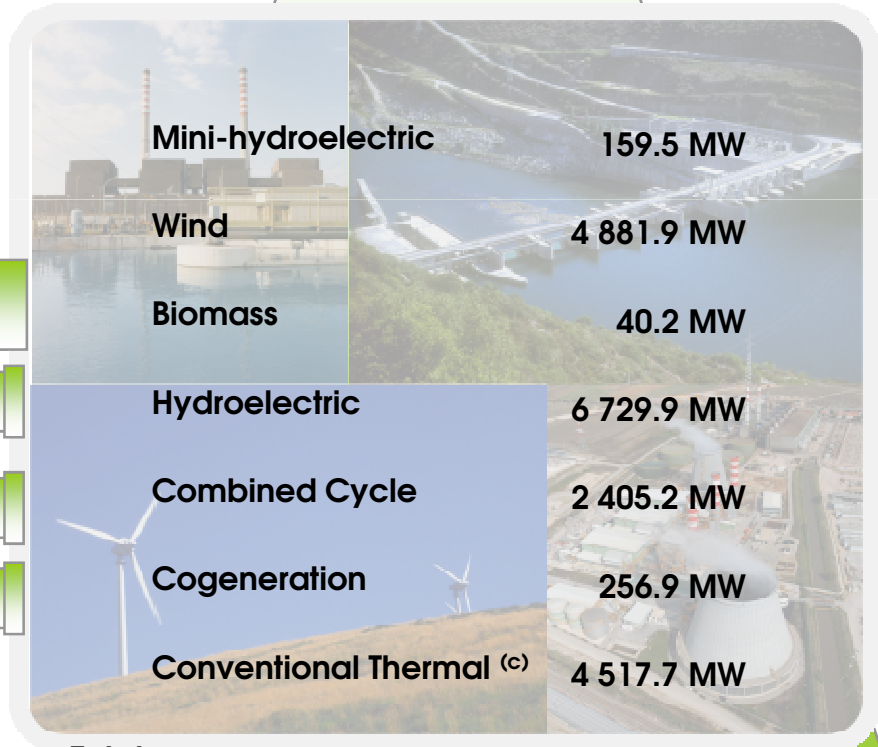 Mini-hydroelectric 159.5 MW
Wind 4 881.9 MW
Biomass 40.2 MW
Hydroelectric 6 729.9 MW
Combined Cycle 2 405.2 MW
Cogeneration 256.9 MW
Conventional Thermal (c) 4 517.7 MW